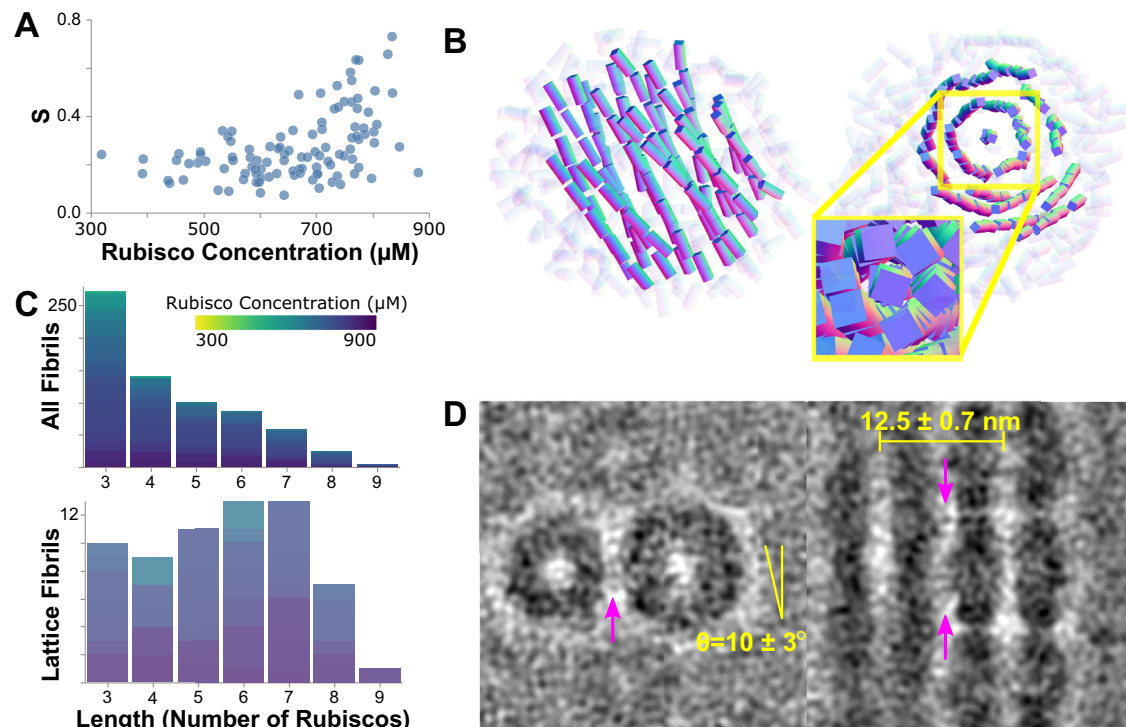 A
0.8
0.4
0.0
S
300
500
700
900
Rubisco Concentration (µM)
B
C
Rubisco Concentration (µM)
300
900
250
All Fibrils
3 4 5 6 7 8 9
12
Lattice Fibrils
3 4 5 6 7 8 9
Length (Number of Rubiscos)
D
12.5 ± 0.7 nm
θ=10 ± 3°